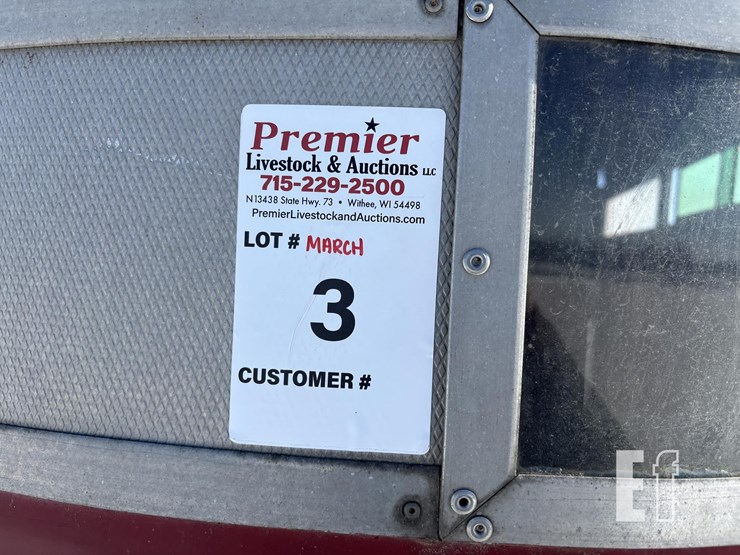 Premier
Livestock & Auctions LLC
715-229-2500
N13438 State Hwy. 73 • Withee, WI 54498
PremierLivestockandAuctions.com
LOT # MARCH
3
CUSTOMER #
Ef